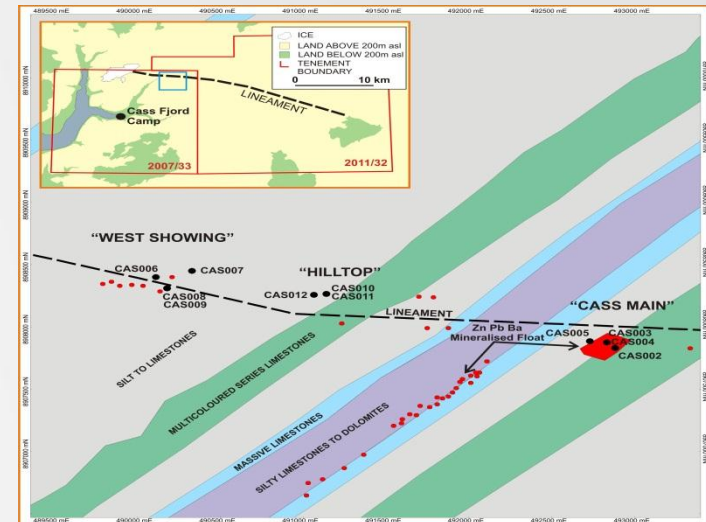 489500 mE
490000 mE
490500 mE
491000 mE
491500 mE
492000 mE
492500 mE
493000 mE
ICE
LAND ABOVE 200m asl
LAND BELOW 200m asl
TENEMENT
BOUNDARY
0 10 km
LINEAMENT
Cass Fjord
Camp
2007/33
2011/32
"WEST SHOWING"
CAS006
CAS007
CAS008
CAS009
"HILLTOP"
CAS010
CAS012
CAS011
LINEAMENT
"CASS MAIN"
Zn Pb Ba
Mineralised Float
CAS005
CAS003
CAS004
CAS002
SILT TO LIMESTONES
MULTICOLOURED SERIES LIMESTONES
MASSIVE LIMESTONES
SILTY LIMESTONES TO DOLOMITES
490000 mE
490500 mE
491000 mE
491500 mE
492000 mE
492500 mE
493000 mE